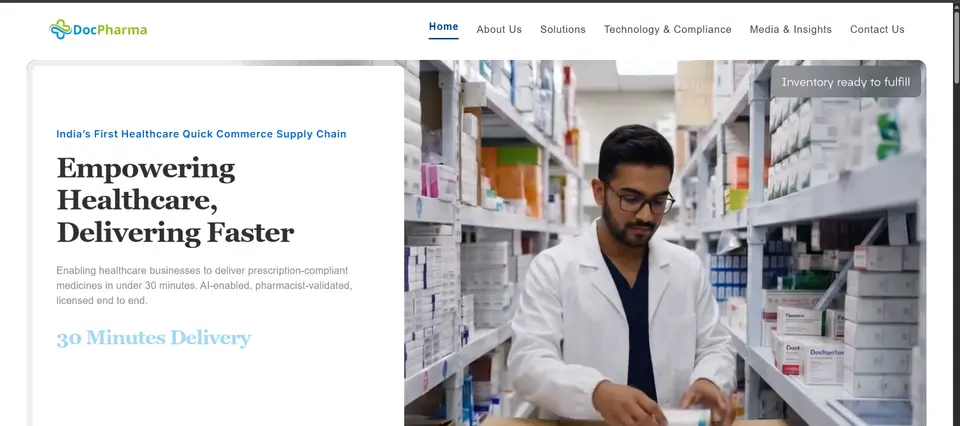 DocPharma
Home
About Us
Solutions
Technology & Compliance
Media & Insights
Contact Us
Inventory ready to fulfill
India's First Healthcare Quick Commerce Supply Chain
Empowering
Healthcare,
Delivering Faster
Enabling healthcare businesses to deliver prescription-compliant
medicines in under 30 minutes. AI-enabled, pharmacist-validated,
licensed end to end.
30 Minutes Delivery